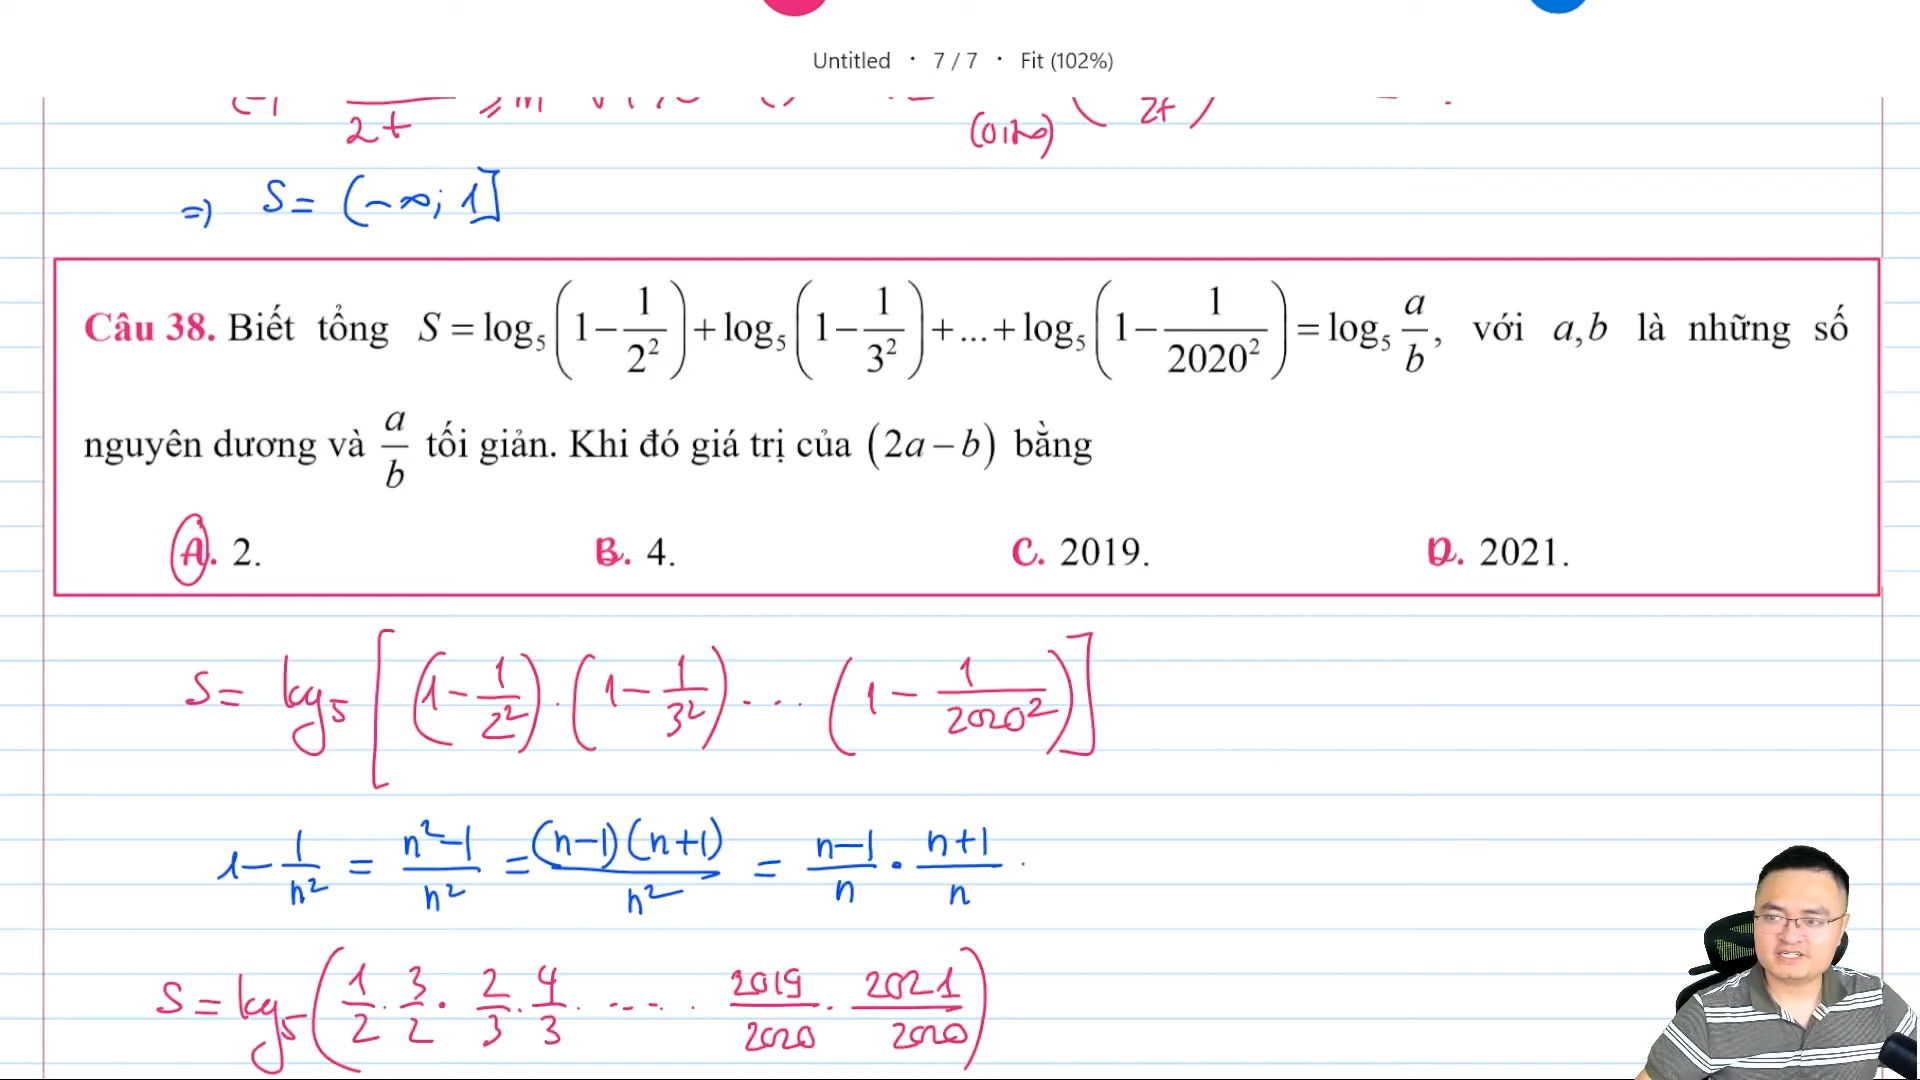 Untitled · 7 / 7 · Fit (102%)
2t ≥ m (0;+∞) ( 2t )
=> S = (-∞; 1]
Câu 38. Biết tổng S = log₅(1 - 1/2²) + log₅(1 - 1/3²) + ... + log₅(1 - 1/2020²) = log₅ a/b, với a,b là những số
nguyên dương và a/b tối giản. Khi đó giá trị của (2a - b) bằng
A. 2. B. 4. C. 2019. D. 2021.
S = log₅ [(1 - 1/2²) . (1 - 1/3²) ... (1 - 1/2020²)]
1 - 1/n² = n²-1/n² = (n-1)(n+1)/n² = n-1/n . n+1/n
S = log₅ (1/2 . 3/2 . 2/3 . 4/3 . .... . 2019/2020 . 2021/2020)